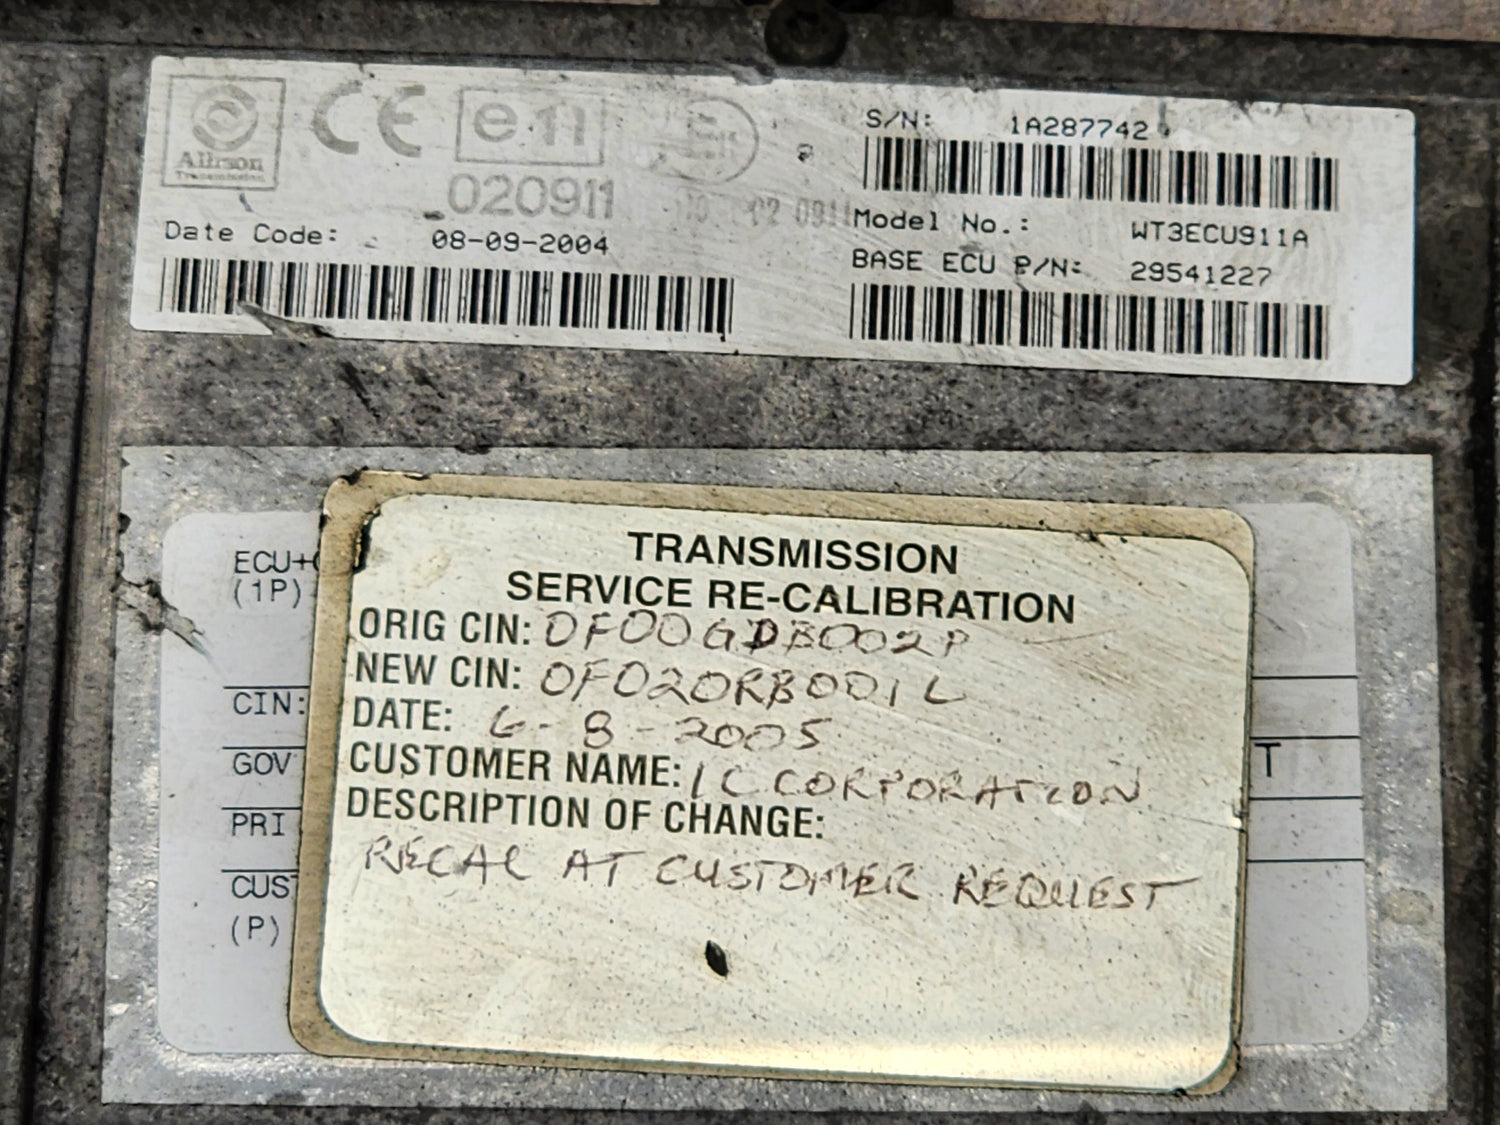 Allison
Transmission
CE
e11
020911
02 0911
Date Code: 08-09-2004
S/N: 1A287742
Model No.: WT3ECU911A
BASE ECU P/N: 29541227
ECU+
(1P)
CIN:
GOV
PRI
CUST
(P)
T
TRANSMISSION
SERVICE RE-CALIBRATION
ORIG CIN: 0F00GDB002P
NEW CIN: 0F020RB001L
DATE: 6-8-2005
CUSTOMER NAME: IC CORPORATION
DESCRIPTION OF CHANGE:
RECAL AT CUSTOMER REQUEST